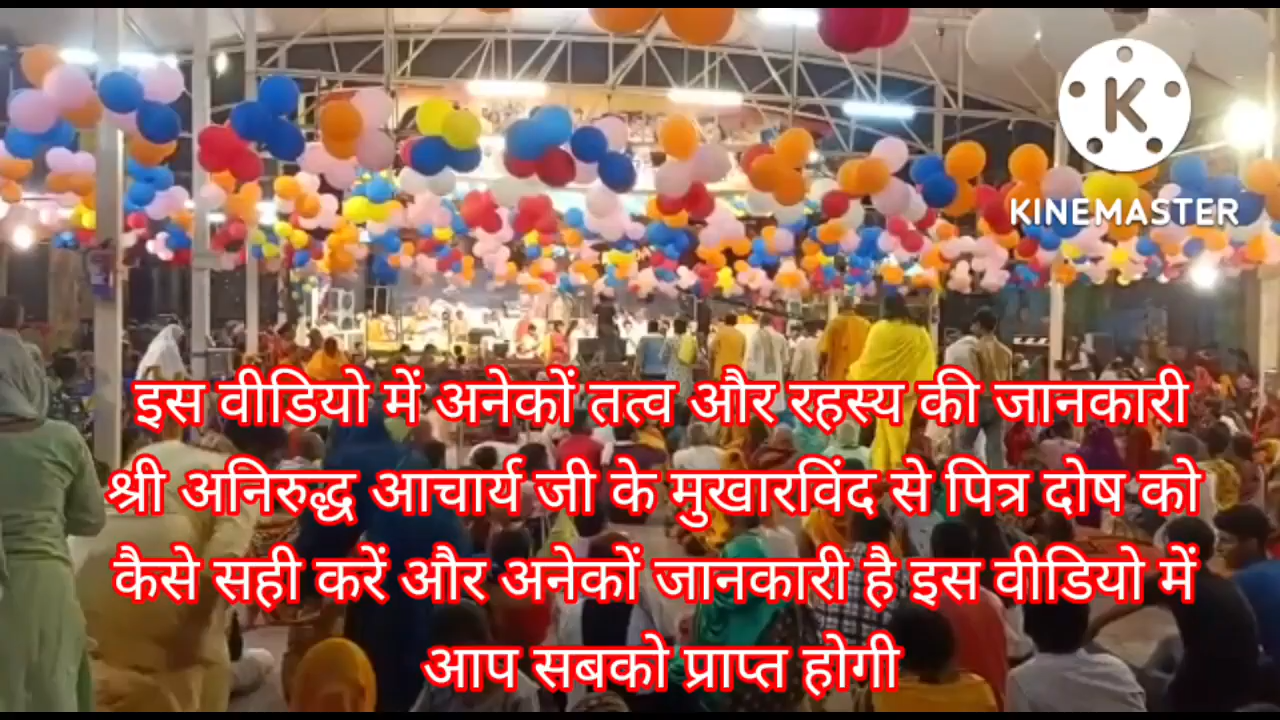 K
KINEMASTER
इस वीडियो में अनेकों तत्व और रहस्य की जानकारी
श्री अनिरुद्ध आचार्य जी के मुखारविंद से पित्र दोष को
कैसे सही करें और अनेकों जानकारी है इस वीडियो में
आप सबको प्राप्त होगी